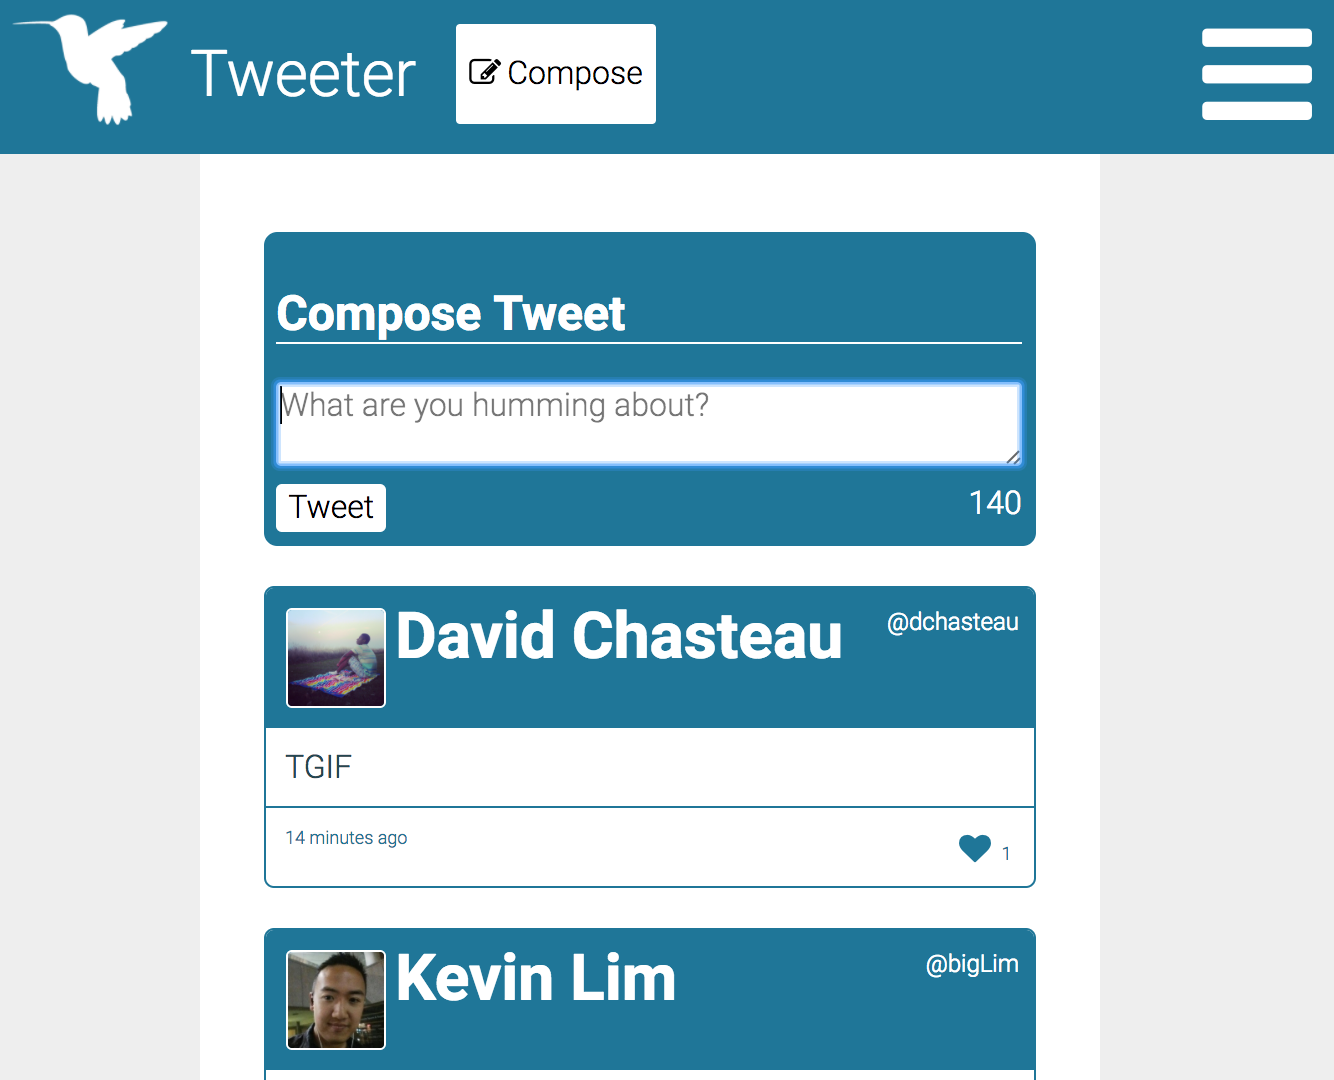 Tweeter
Compose
Compose Tweet
What are you humming about?
Tweet
140
David Chasteau
@dchasteau
TGIF
14 minutes ago
1
Kevin Lim
@bigLim